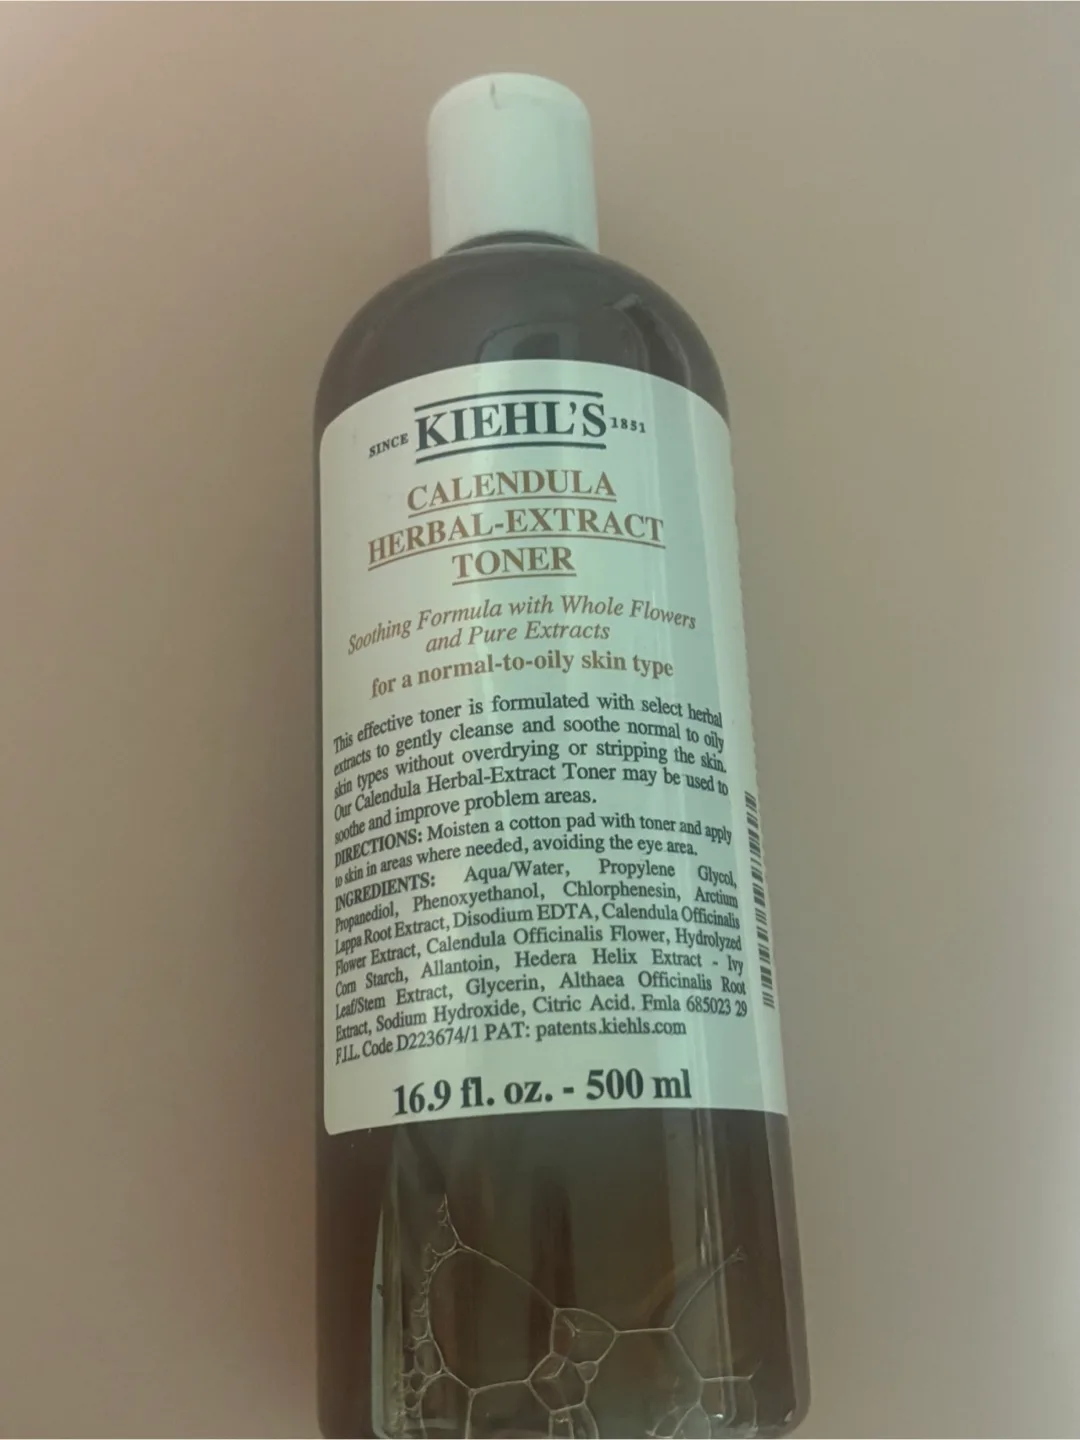 SINCE KIEHL'S 1851
CALENDULA
HERBAL-EXTRACT
TONER
Soothing Formula with Whole Flowers
and Pure Extracts
for a normal-to-oily skin type
This effective toner is formulated with select herbal
extracts to gently cleanse and soothe normal to oily
skin types without overdrying or stripping the skin.
Our Calendula Herbal-Extract Toner may be used to
soothe and improve problem areas.
DIRECTIONS: Moisten a cotton pad with toner and apply
to skin in areas where needed, avoiding the eye area.
INGREDIENTS: Aqua/Water, Propylene Glycol,
Propanediol, Phenoxyethanol, Chlorphenesin, Arctium
Lappa Root Extract, Disodium EDTA, Calendula Officinalis
Flower Extract, Calendula Officinalis Flower, Hydrolyzed
Corn Starch, Allantoin, Hedera Helix Extract - Ivy
Leaf/Stem Extract, Glycerin, Althaea Officinalis Root
Extract, Sodium Hydroxide, Citric Acid. Fmla 685023 29
F.I.L. Code D223674/1 PAT: patents.kiehls.com
16.9 fl. oz. - 500 ml